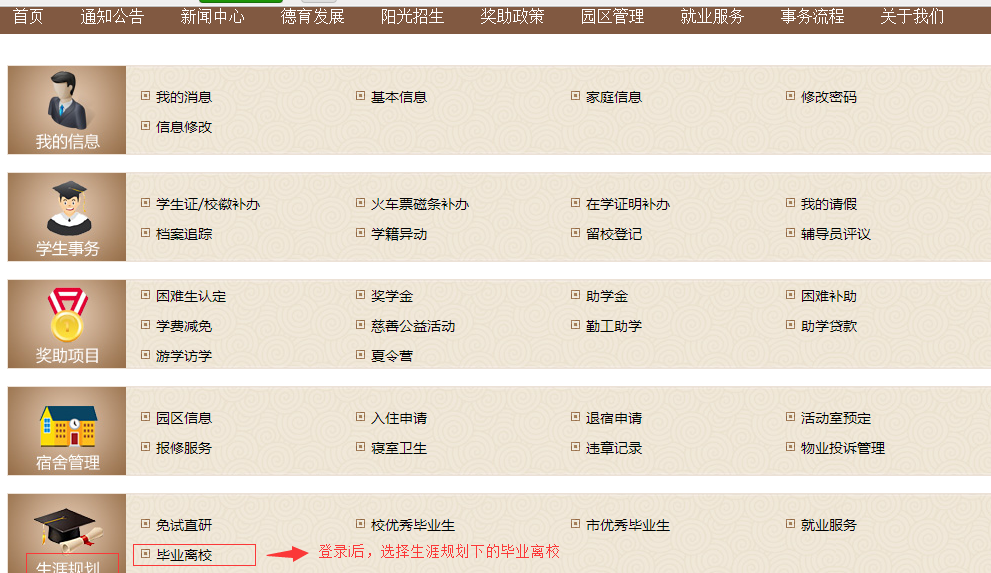 首页 通知公告 新闻中心 德育发展 阳光招生 奖助政策 园区管理 就业服务 事务流程 关于我们
我的消息 基本信息 家庭信息 修改密码
信息修改
我的信息
学生证/校徽补办 火车票磁条补办 在学证明补办 我的请假
档案追踪 学籍异动 留校登记 辅导员评议
学生事务
困难生认定 奖学金 助学金 困难补助
学费减免 慈善公益活动 勤工助学 助学贷款
游学访学 夏令营
奖助项目
园区信息 入住申请 退宿申请 活动室预定
报修服务 寝室卫生 违章记录 物业投诉管理
宿舍管理
免试直研 校优秀毕业生 市优秀毕业生 就业服务
毕业离校 登录i后，选择生涯规划下的毕业离校
生涯规划